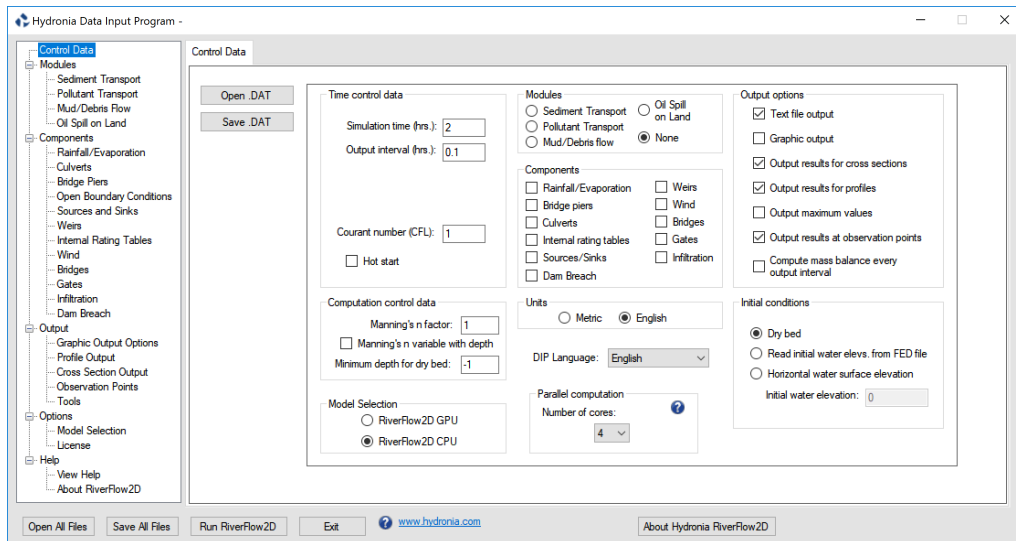 Hydronia Data Input Program -
Control Data
Modules
Sediment Transport
Pollutant Transport
Mud/Debris Flow
Oil Spill on Land
Components
Rainfall/Evaporation
Culverts
Bridge Piers
Open Boundary Conditions
Sources and Sinks
Weirs
Internal Rating Tables
Wind
Bridges
Gates
Infiltration
Dam Breach
Output
Graphic Output Options
Profile Output
Cross Section Output
Observation Points
Tools
Options
Model Selection
License
Help
View Help
About RiverFlow2D
Control Data
Open .DAT
Save .DAT
Time control data
Simulation time (hrs.): 2
Output interval (hrs.): 0.1
Courant number (CFL): 1
Hot start
Computation control data
Manning's n factor: 1
Manning's n variable with depth
Minimum depth for dry bed: -1
Model Selection
RiverFlow2D GPU
RiverFlow2D CPU
Modules
Sediment Transport
Pollutant Transport
Mud/Debris flow
Oil Spill
on Land
None
Components
Rainfall/Evaporation
Bridge piers
Culverts
Internal rating tables
Sources/Sinks
Dam Breach
Weirs
Wind
Bridges
Gates
Infiltration
Units
Metric
English
DIP Language: English
Parallel computation
Number of cores:
?
4
Output options
Text file output
Graphic output
Output results for cross sections
Output results for profiles
Output maximum values
Output results at observation points
Compute mass balance every
output interval
Initial conditions
Dry bed
Read initial water elevs. from FED file
Horizontal water surface elevation
Initial water elevation: 0
Open All Files
Save All Files
Run RiverFlow2D
Exit
?
www.hydronia.com
About Hydronia RiverFlow2D